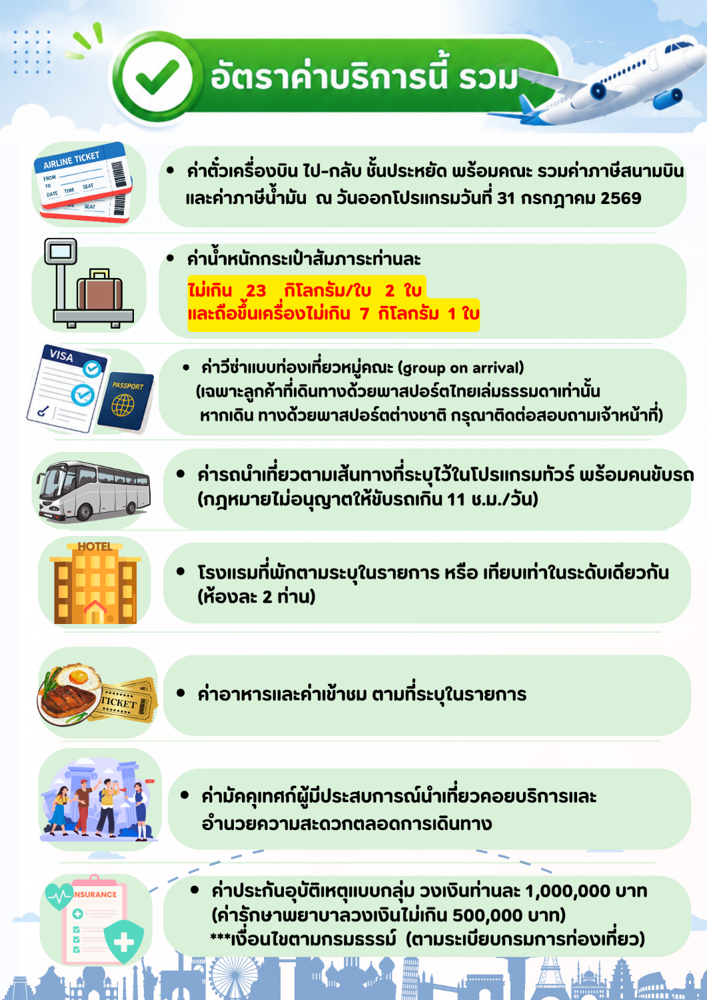 อัตราค่าบริการนี้ รวม
AIRLINE TICKET
FROM
TO
DATE TIME SEAT
SEAT
• ค่าตั๋วเครื่องบิน ไป-กลับ ชั้นประหยัด พร้อมคณะ รวมค่าภาษีสนามบิน
และค่าภาษีน้ำมัน ณ วันออกโปรแกรมวันที่ 31 กรกฎาคม 2569
• ค่าน้ำหนักกระเป๋าสัมภาระท่านละ
ไม่เกิน 23 กิโลกรัม/ใบ 2 ใบ
และถือขึ้นเครื่องไม่เกิน 7 กิโลกรัม 1 ใบ
VISA
PASSPORT
• ค่าวีซ่าแบบท่องเที่ยวหมู่คณะ (group on arrival)
(เฉพาะลูกค้าที่เดินทางด้วยพาสปอร์ตไทยเล่มธรรมดาเท่านั้น
หากเดิน ทางด้วยพาสปอร์ตต่างชาติ กรุณาติดต่อสอบถามเจ้าหน้าที่)
• ค่ารถนำเที่ยวตามเส้นทางที่ระบุไว้ในโปรแกรมทัวร์ พร้อมคนขับรถ
(กฎหมายไม่อนุญาตให้ขับรถเกิน 11 ช.ม./วัน)
HOTEL
• โรงแรมที่พักตามระบุในรายการ หรือ เทียบเท่าในระดับเดียวกัน
(ห้องละ 2 ท่าน)
TICKET
• ค่าอาหารและค่าเข้าชม ตามที่ระบุในรายการ
• ค่ามัคคุเทศก์ผู้มีประสบการณ์นำเที่ยวคอยบริการและ
อำนวยความสะดวกตลอดการเดินทาง
NSURANCE
• ค่าประกันอุบัติเหตุแบบกลุ่ม วงเงินท่านละ 1,000,000 บาท
(ค่ารักษาพยาบาลวงเงินไม่เกิน 500,000 บาท)
***เงื่อนไขตามกรมธรรม์ (ตามระเบียบกรมการท่องเที่ยว)